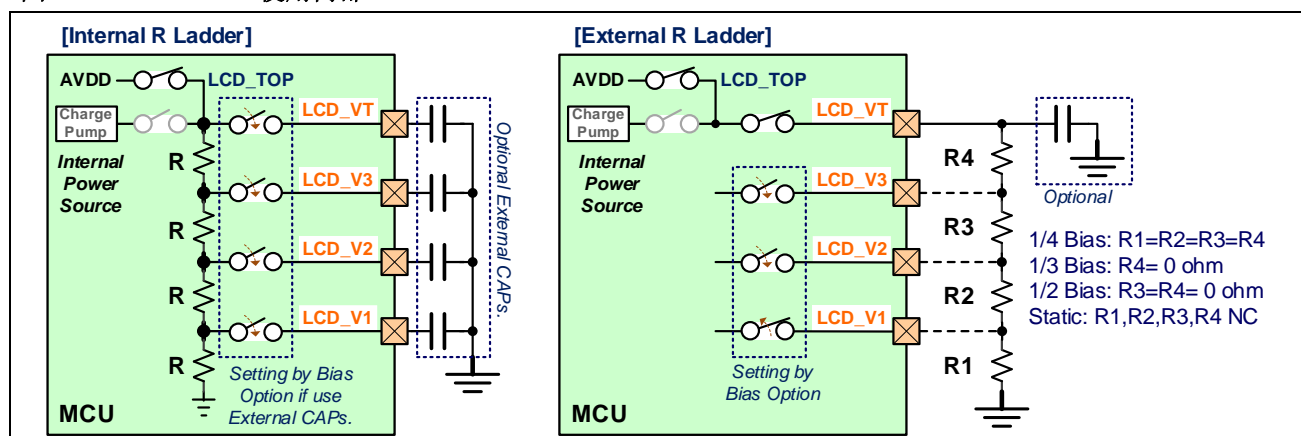 [Internal R Ladder]
AVDD
LCD_TOP
Charge
Pump
Internal
Power
Source
R
R
R
R
LCD_VT
LCD_V3
LCD_V2
LCD_V1
Setting by Bias
Option if use
External CAPs.
MCU
Optional External CAPs.
[External R Ladder]
AVDD
LCD_TOP
Charge
Pump
Internal
Power
Source
LCD_VT
LCD_V3
LCD_V2
LCD_V1
Setting by
Bias Option
MCU
R4
R3
R2
R1
Optional
1/4 Bias: R1=R2=R3=R4
1/3 Bias: R4= 0 ohm
1/2 Bias: R3=R4= 0 ohm
Static: R1,R2,R3,R4 NC